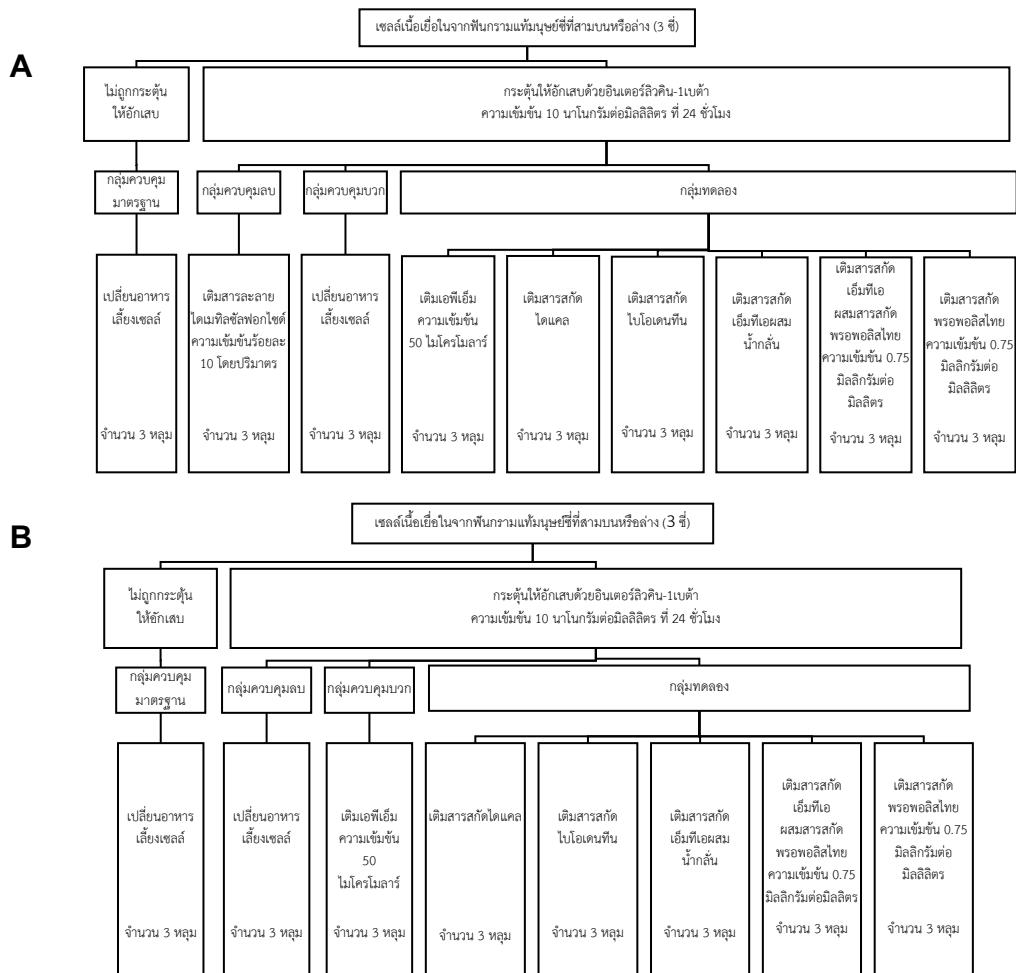 A
เซลล์เนื้อเยื่อในจากฟันกรามแท้มนุษย์ซี่ที่สามบนหรือล่าง (3 ซี่)
ไม่ถูกกระตุ้น
ให้อักเสบ
กระตุ้นให้อักเสบด้วยอินเตอร์ลิวคิน-1เบต้า
ความเข้มข้น 10 นาโนกรัมต่อมิลลิลิตร ที่ 24 ชั่วโมง
กลุ่มควบคุม
มาตรฐาน
กลุ่มควบคุมลบ
กลุ่มควบคุมบวก
กลุ่มทดลอง
เปลี่ยนอาหาร
เลี้ยงเซลล์
จำนวน 3 หลุม
เติมสารละลาย
ไดเมทิลซัลฟอกไซด์
ความเข้มข้นร้อยละ
10 โดยปริมาตร
จำนวน 3 หลุม
เปลี่ยนอาหาร
เลี้ยงเซลล์
จำนวน 3 หลุม
เติมเอพีเอ็ม
ความเข้มข้น
50 ไมโครโมลาร์
จำนวน 3 หลุม
เติมสารสกัด
ไดแคล
จำนวน 3 หลุม
เติมสารสกัด
ไบโอเดนทีน
จำนวน 3 หลุม
เติมสารสกัด
เอ็มทีเอผสม
น้ำกลั่น
จำนวน 3 หลุม
เติมสารสกัด
เอ็มทีเอ
ผสมสารสกัด
พรอพอลิสไทย
ความเข้มข้น 0.75
มิลลิกรัมต่อ
มิลลิลิตร
จำนวน 3 หลุม
เติมสารสกัด
พรอพอลิสไทย
ความเข้มข้น 0.75
มิลลิกรัมต่อ
มิลลิลิตร
จำนวน 3 หลุม
B
เซลล์เนื้อเยื่อในจากฟันกรามแท้มนุษย์ซี่ที่สามบนหรือล่าง (3 ซี่)
ไม่ถูกกระตุ้น
ให้อักเสบ
กระตุ้นให้อักเสบด้วยอินเตอร์ลิวคิน-1เบต้า
ความเข้มข้น 10 นาโนกรัมต่อมิลลิลิตร ที่ 24 ชั่วโมง
กลุ่มควบคุม
มาตรฐาน
กลุ่มควบคุมลบ
กลุ่มควบคุมบวก
กลุ่มทดลอง
เปลี่ยนอาหาร
เลี้ยงเซลล์
จำนวน 3 หลุม
เปลี่ยนอาหาร
เลี้ยงเซลล์
จำนวน 3 หลุม
เติมเอพีเอ็ม
ความเข้มข้น
50
ไมโครโมลาร์
จำนวน 3 หลุม
เติมสารสกัดไดแคล
จำนวน 3 หลุม
เติมสารสกัด
ไบโอเดนทีน
จำนวน 3 หลุม
เติมสารสกัด
เอ็มทีเอผสม
น้ำกลั่น
จำนวน 3 หลุม
เติมสารสกัด
เอ็มทีเอ
ผสมสารสกัด
พรอพอลิสไทย
ความเข้มข้น 0.75
มิลลิกรัมต่อมิลลิตร
จำนวน 3 หลุม
เติมสารสกัด
พรอพอลิสไทย
ความเข้มข้น 0.75
มิลลิกรัมต่อ
มิลลิลิตร
จำนวน 3 หลุม